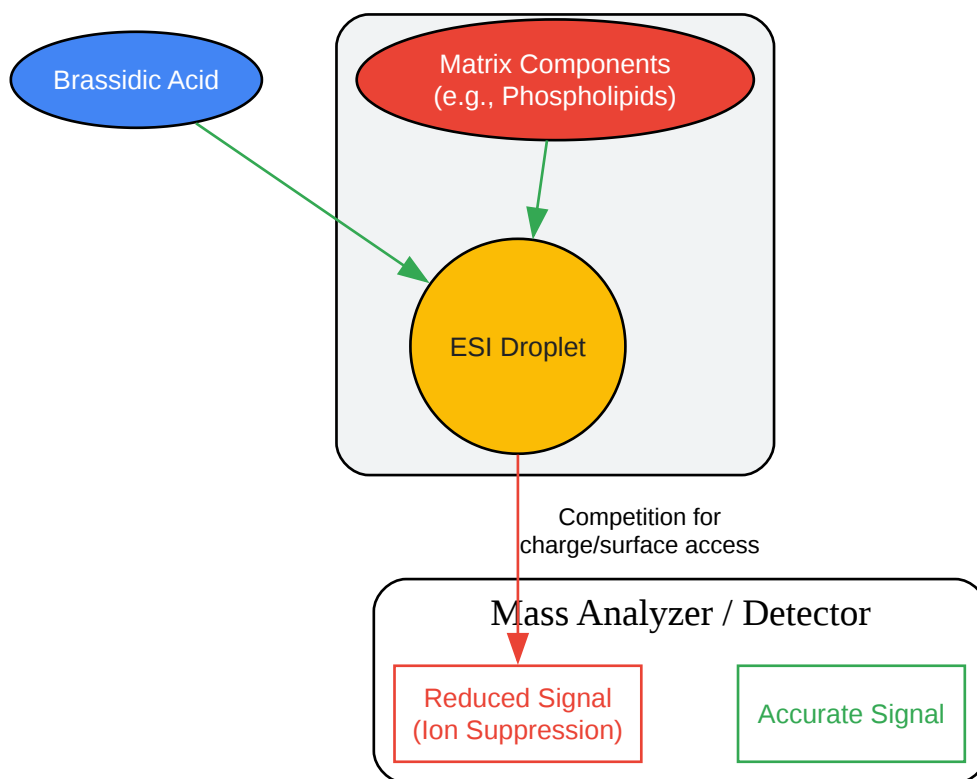 Brassidic Acid
Matrix Components
(e.g., Phospholipids)
ESI Droplet
Competition for
charge/surface access
Mass Analyzer / Detector
Reduced Signal
(Ion Suppression)
Accurate Signal